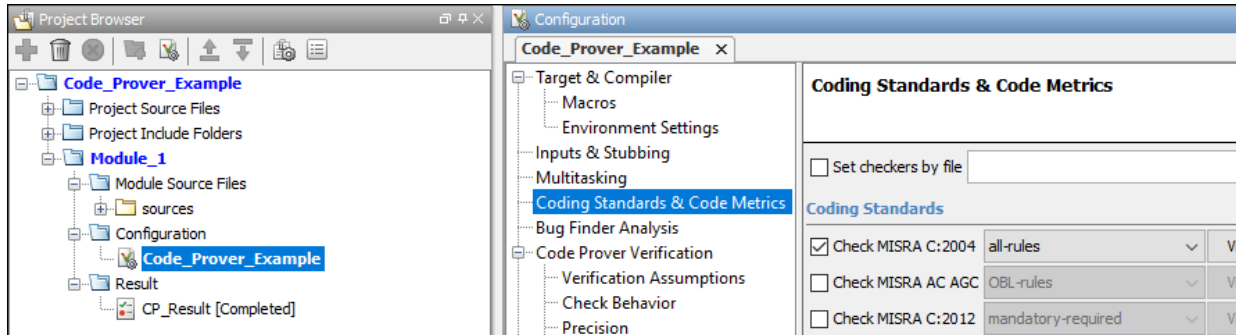 Project Browser
Code_Prover_Example
Project Source Files
Project Include Folders
Module_1
Module Source Files
sources
Configuration
Code_Prover_Example
Result
CP_Result [Completed]
Configuration
Code_Prover_Example
Target & Compiler
Macros
Environment Settings
Inputs & Stubbing
Multitasking
Coding Standards & Code Metrics
Bug Finder Analysis
Code Prover Verification
Verification Assumptions
Check Behavior
Precision
Coding Standards & Code Metrics
Set checkers by file
Coding Standards
Check MISRA C:2004 all-rules
Check MISRA AC AGC OBL-rules
Check MISRA C:2012 mandatory-required